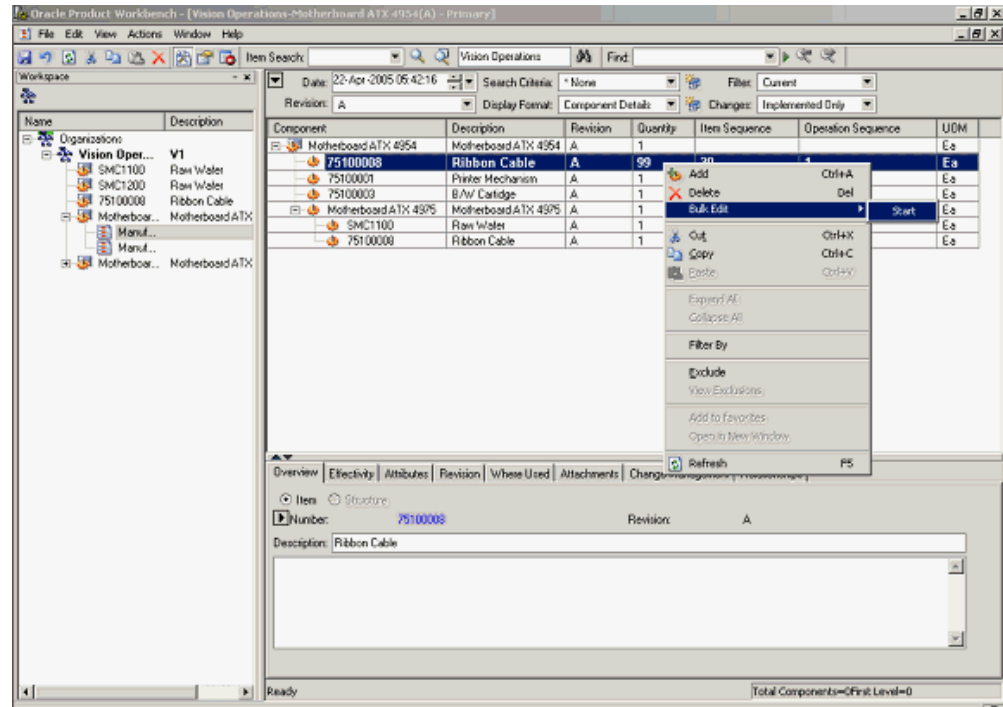 Oracle Product Workbench - [Vision Operations-Motherboard ATX 4954(A) - Primary]
File Edit View Actions Window Help
Item Search: Vision Operations Find:
Workspace
Date: 22-Apr-2005 05:42:16 Search Criteria: * None Filter: Current
Revision: A Display Format: Component Details Changes: Implemented Only
Name Description
Organizations
Vision Oper... V1
SMC1100 Raw Wafer
SMC1200 Raw Wafer
75100008 Ribbon Cable
Motherboar... Motherboard ATX
Manuf...
Manuf...
Motherboar... Motherboard ATX
Component Description Revision Quantity Item Sequence Operation Sequence UOM
Motherboard ATX 4954 Motherboard ATX 4954 A 1 Ea
75100008 Ribbon Cable A 99 30 1 Ea
75100001 Printer Mechanism A 1 Ea
75100003 B/W Cartidge A 1 Ea
Motherboard ATX 4975 Motherboard ATX 4975 A 1 Ea
SMC1100 Raw Wafer A 1 Ea
75100008 Ribbon Cable A 1 Ea
Add Ctrl+A
Delete Del
Bulk Edit Start
Cut Ctrl+X
Copy Ctrl+C
Paste Ctrl+V
Expand All
Collapse All
Filter By
Exclude
View Exclusions
Add to favorites
Open in New Window
Refresh F5
Overview Effectivity Attributes Revision Where Used Attachments
Item Structure
Number: 75100008 Revision: A
Description: Ribbon Cable
Ready Total Components=0First Level=0